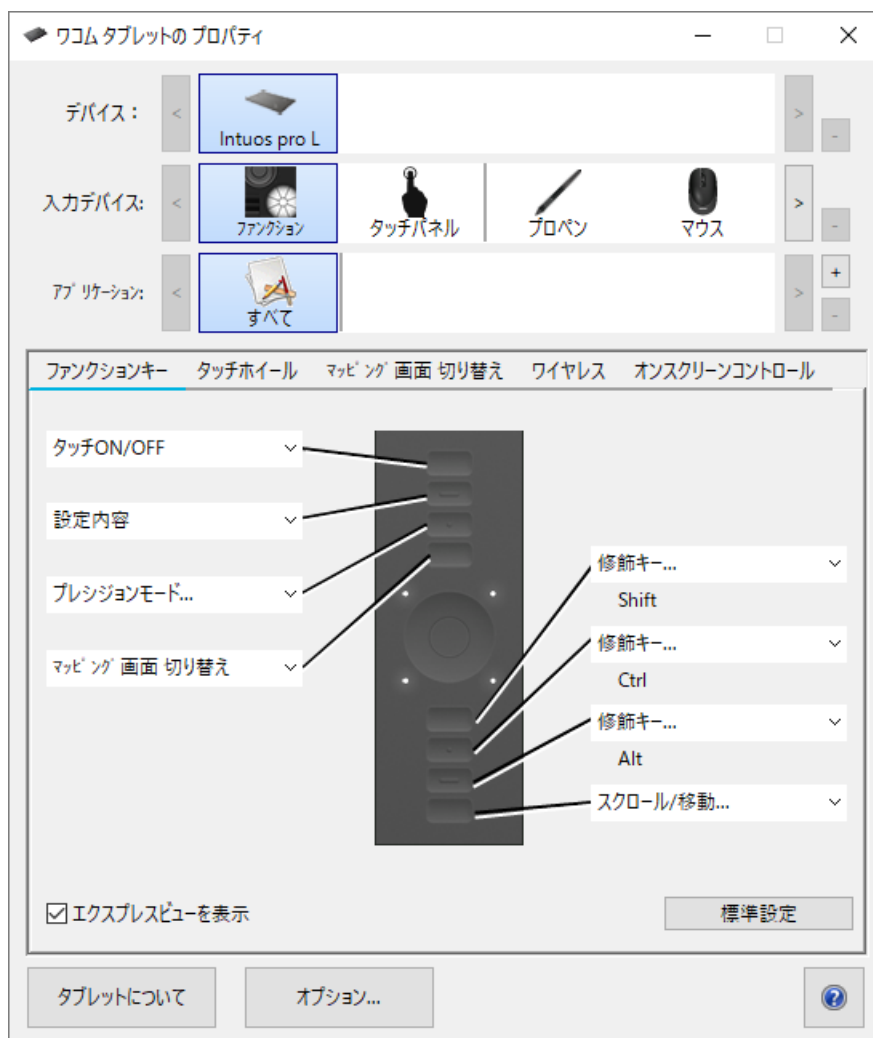 ワコム タブレットの プロパティ
デバイス：
<
Intuos pro L
>
-
入力デバイス:
<
ファンクション
タッチパネル
プロペン
マウス
>
-
アプリケーション:
<
すべて
>
+
-
ファンクションキー タッチホイール マッピング 画面 切り替え ワイヤレス オンスクリーンコントロール
タッチON/OFF
設定内容
プレシジョンモード...
マッピング 画面 切り替え
修飾キー...
Shift
修飾キー...
Ctrl
修飾キー...
Alt
スクロール/移動...
エクスプレスビューを表示
標準設定
タブレットについて
オプション...
?